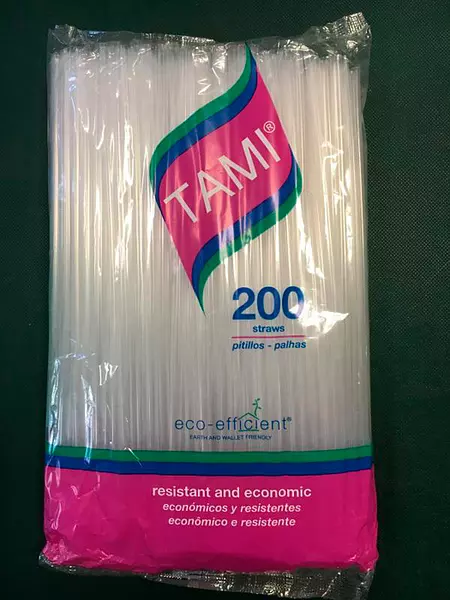 TAMI®
200
straws
pitillos - palhas
eco-efficient®
EARTH AND WALLET FRIENDLY
resistant and economic
económicos y resistentes
econômico e resistente